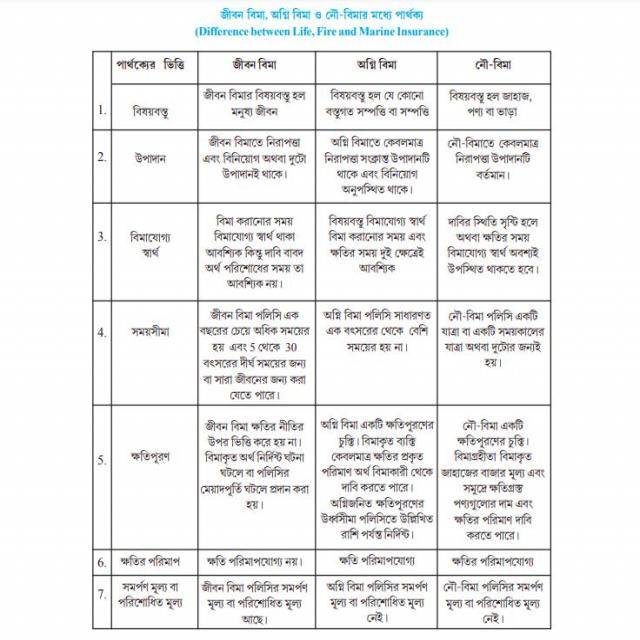 জীবন বিমা, অগ্নি বিমা ও নৌ-বিমার মধ্যে পার্থক্য
(Difference between Life, Fire and Marine Insurance)
পার্থক্যের ভিত্তি
জীবন বিমা
অগ্নি বিমা
নৌ-বিমা
1.
বিষয়বস্তু
জীবন বিমার বিষয়বস্তু হল
মনুষ্য জীবন
বিষয়বস্তু হল যে কোনো
বস্তুগত সম্পত্তি বা সম্পত্তি
বিষয়বস্তু হল জাহাজ,
পণ্য বা ভাড়া
2.
উপাদান
জীবন বিমাতে নিরাপত্তা
এবং বিনিয়োগ অথবা দুটো
উপাদানই থাকে।
অগ্নি বিমাতে কেবলমাত্র
নিরাপত্তা সংক্রান্ত উপাদানটি
থাকে এবং বিনিয়োগ
অনুপস্থিত থাকে।
নৌ-বিমাতে কেবলমাত্র
নিরাপত্তা উপাদানটি
বর্তমান।
3.
বিমাযোগ্য
স্বার্থ
বিমা করানোর সময়
বিমাযোগ্য স্বার্থ থাকা
আবশ্যিক কিন্তু দাবি বাবদ
অর্থ পরিশোধের সময় তা
আবশ্যিক নয়।
বিষয়বস্তু বিমাযোগ্য স্বার্থ
বিমা করানোর সময় এবং
ক্ষতির সময় দুই ক্ষেত্রেই
আবশ্যিক
দাবির স্থিতি সৃষ্টি হলে
অথবা ক্ষতির সময়
বিমাযোগ্য স্বার্থ অবশ্যই
উপস্থিত থাকতে হবে।
4.
সময়সীমা
জীবন বিমা পলিসি এক
বছরের চেয়ে অধিক সময়ের
হয় এবং 5 থেকে 30
বৎসরের দীর্ঘ সময়ের জন্য
বা সারা জীবনের জন্য করা
যেতে পারে।
অগ্নি বিমা পলিসি সাধারণত
এক বৎসরের থেকে বেশি
সময়ের হয় না।
নৌ-বিমা পলিসি একটি
যাত্রা বা একটি সময়কালের
যাত্রা অথবা দুটোর জন্যই
হয়।
5.
ক্ষতিপূরণ
জীবন বিমা ক্ষতির নীতির
উপর ভিত্তি করে হয় না।
বিমাকৃত অর্থ নির্দিস্ট ঘটনা
ঘটলে বা পলিসির
মেয়াদপূর্তি ঘটলে প্রদান করা
হয়।
অগ্নি বিমা একটি ক্ষতিপূরণের
চুক্তি। বিমাকৃত ব্যক্তি
কেবলমাত্র ক্ষতির প্রকৃত
পরিমাণ অর্থ বিমাকারী থেকে
দাবি করতে পারে।
অগ্নিজনিত ক্ষতিপূরণের
উর্ধ্বসীমা পলিসিতে উল্লিখিত
রাশি পর্যন্ত নির্দিস্ট।
নৌ-বিমা একটি
ক্ষতিপূরণের চুক্তি।
বিমাগ্রহীতা বিমাকৃত
জাহাজের বাজার মূল্য এবং
সমুদ্রে ক্ষতিগ্রস্ত
পণ্যগুলোর দাম এবং
ক্ষতির পরিমাণ দাবি
করতে পারে।
6.
ক্ষতির পরিমাপ
ক্ষতি পরিমাপযোগ্য নয়।
ক্ষতি পরিমাপযোগ্য
ক্ষতির পরিমাপযোগ্য
7.
সমর্পণ মূল্য বা
পরিশোধিত মূল্য
জীবন বিমা পলিসির সমর্পণ
মূল্য বা পরিশোধিত মূল্য
আছে।
অগ্নি বিমা পলিসির সমর্পণ
মূল্য বা পরিশোধিত মূল্য
নেই।
নৌ-বিমা পলিসির সমর্পণ
মূল্য বা পরিশোধিত মূল্য
নেই।